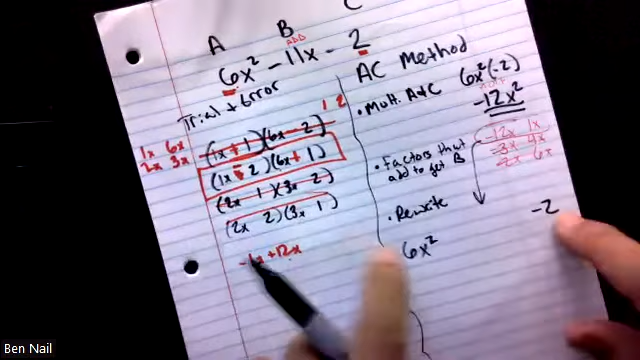 A B C
ADD
6x² - 11x - 2
Trial + Error
1 2
1x 6x
2x 3x
(1x + 1)(6x - 2)
(1x - 2)(6x + 1)
(2x 1)(3x 2)
(2x 2)(3x 1)
+12x
AC Method
• Mult. A+C
6x²(-2)
-12x²
-12x 1x
-3x 4x
-2x 6x
• Factors that
add to get B
• Rewrite
6x²
-2
Ben Nail